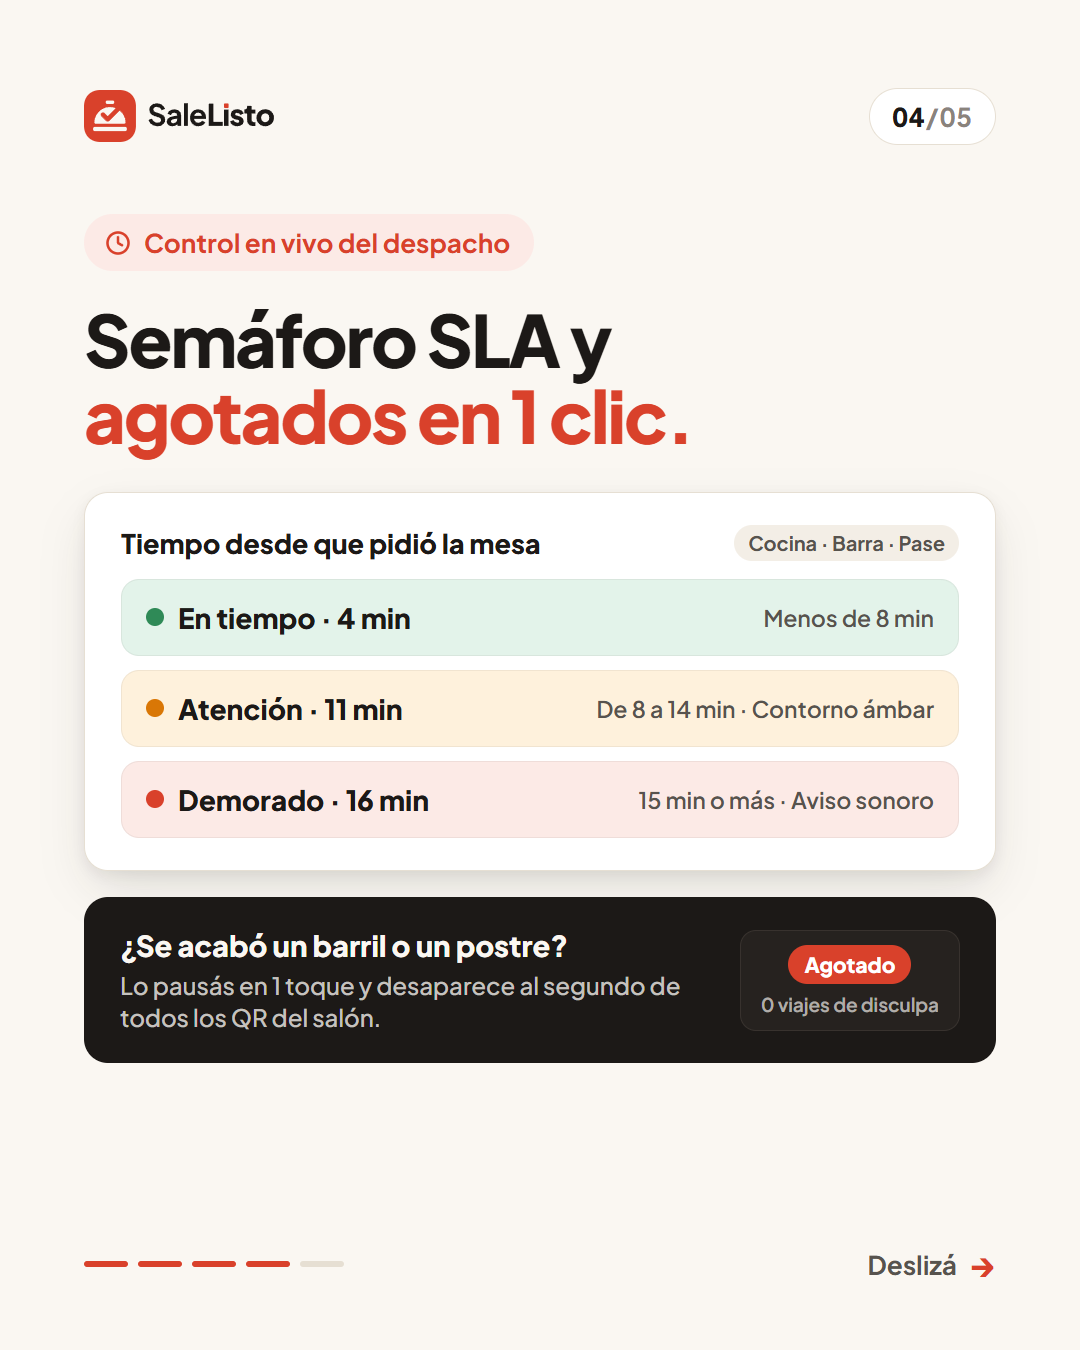 SaleListo
04/05
Control en vivo del despacho
Semáforo SLA y
agotados en 1 clic.
Tiempo desde que pidió la mesa
Cocina · Barra · Pase
En tiempo · 4 min
Menos de 8 min
Atención · 11 min
De 8 a 14 min · Contorno ámbar
Demorado · 16 min
15 min o más · Aviso sonoro
¿Se acabó un barril o un postre?
Lo pausás en 1 toque y desaparece al segundo de
todos los QR del salón.
Agotado
0 viajes de disculpa
Deslizá →